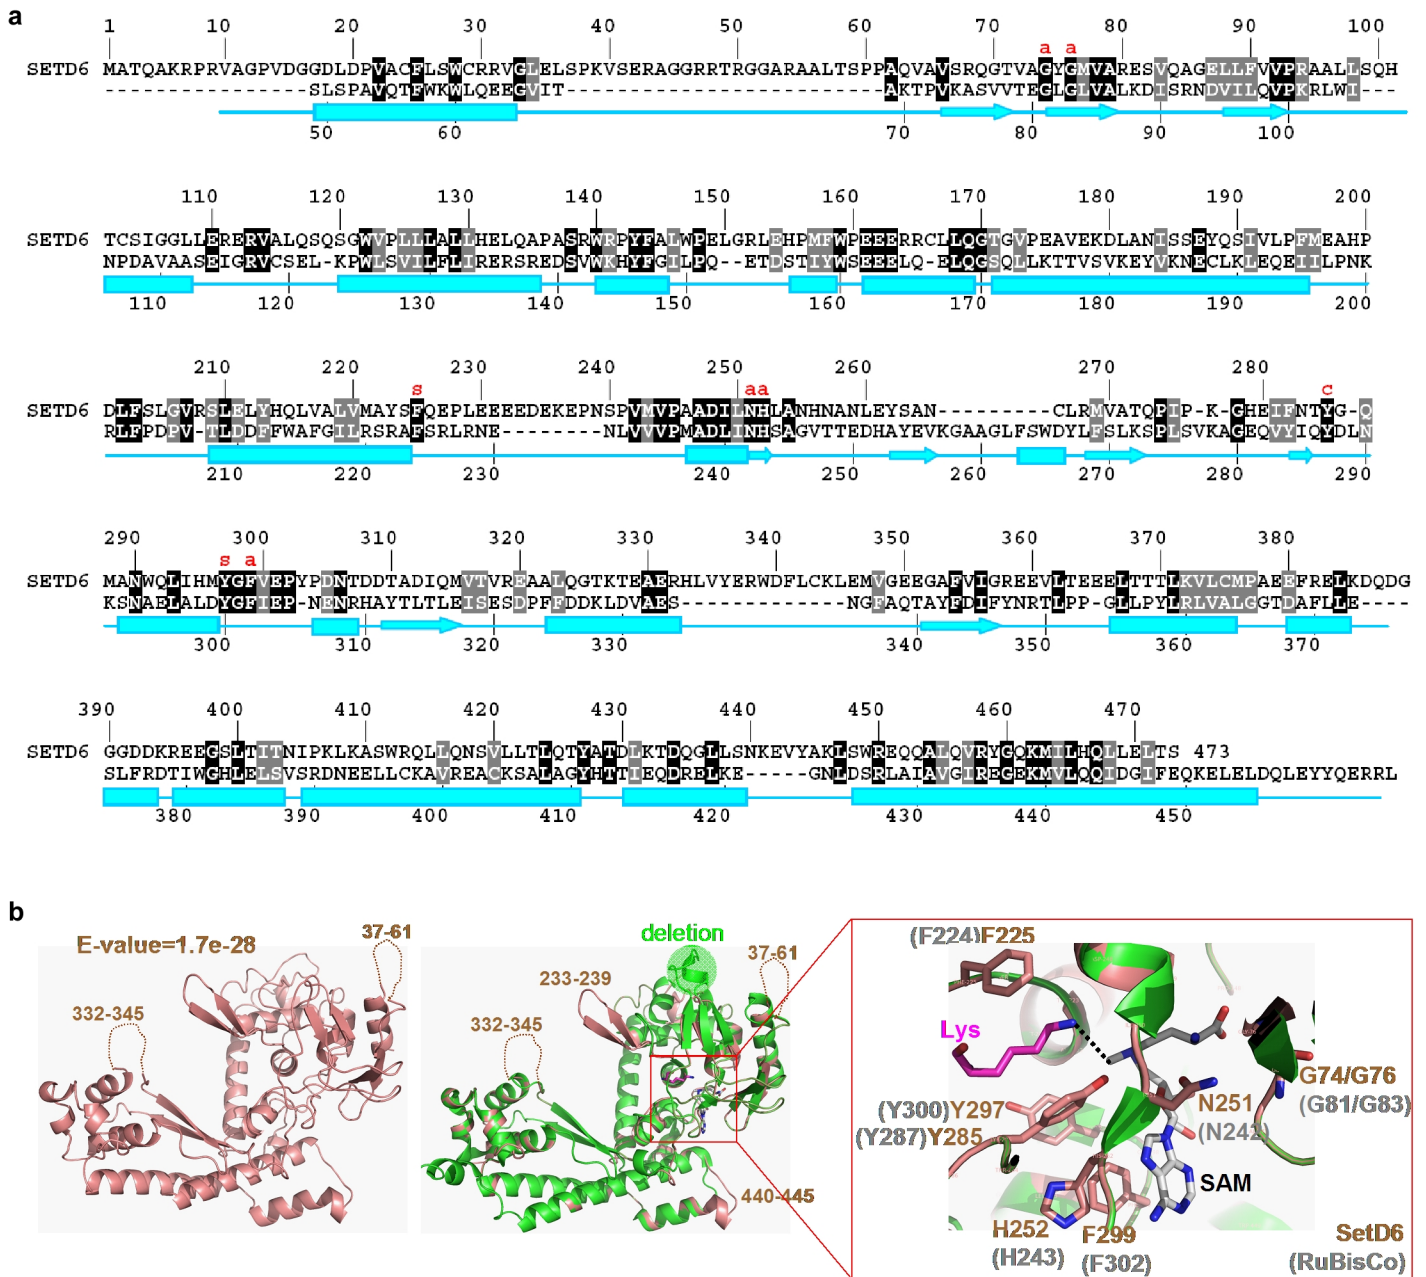 a
1 10 20 30 40 50 60 70 80 90 100
a a
SETD6 MATQAKRPRVAGPVDGGDLDPVACFLSWCRRVGLELSPKVSERAGGRRTRGGARAALTSPPAQVAVSRQGTVAGYGMVARESVQAGELLFVVPRAALLSQH
----------------SLSPAVQTFWKWLQEEGVIT-------------------------AKTPVKASVVTEGLGLVALKDISRNDVILQVPKRLWI---
50 60 70 80 90 100
110 120 130 140 150 160 170 180 190 200
SETD6 TCSIGGLLERERVALQSQSGWVPLLLALLHELQAPASRWRPYFALWPELGRLEHPMFWPEEERRCLLQGTGVPEAVEKDLANISSEYQSIVLPFMEAHP
NPDAVAASEIGRVCSEL-KPWLSVILFLIRERSREDSVWKHYFGILPQ--ETDSTIYWSEEELQ-ELQGSQLLKTTVSVKEYVKNECLKLEQEIILPNK
110 120 130 140 150 160 170 180 190 200
210 220 230 240 250 260 270 280
s aa c
SETD6 DLFSLGVRSLELYHQLVALVMAYSFQEPLEEEEDEKEPNSPVMVPAADILNHLANHNANLEYSAN---------CLRMVATQPIP-K-GHEIFNTYG-Q
RLFPDPV-TLDDFFWAFGILRSRAFSRLRNE--------NLVVVPMADLINHSAGVTTEDHAYEVKGAAGLFSWDYLFSLKSPLSVKAGEQVYIQYDLN
210 220 230 240 250 260 270 280 290
290 300 310 320 330 340 350 360 370 380
s a
SETD6 MANWQLIHMYGFVEPYPDNTDDTADIQMVTVREAALQGTKTEAERHLVYERWDFLCKLEMVGEEGAFVIGREEVLTEEELTTTLKVLCMPAEEFRELKDQDG
KSNAELALDYGFIEP-NENRHAYTLTLEISESDPFFDDKLDVAES-------------NGFAQTAYFDIFYNRTLPP-GLLPYLRLVALGGTDAFLLE----
300 310 320 330 340 350 360 370
390 400 410 420 430 440 450 460 470
SETD6 GGDDKREEGSLTITNIPKLKASWRQLLQNSVLLTLQTYATDLKTDQGLLSNKEVYAKLSWREQQALQVRYGQKMILHQLLELTS 473
SLFRDTIWGHLELSVSRDNEELLCKAVREACKSALAGYHTTIEQDRELKE-----GNLDSRLAIAVGIREGEKMVLQQIDGIFEQKELELDQLEYYQERRL
380 390 400 410 420 430 440 450
b
E-value=1.7e-28
37-61
332-345
deletion
233-239
37-61
332-345
440-445
(F224)F225
Lys
G74/G76
(G81/G83)
N251
(N242)
(Y300)Y297
(Y287)Y285
SAM
H252
(H243)
F299
(F302)
SetD6
(RuBisCo)